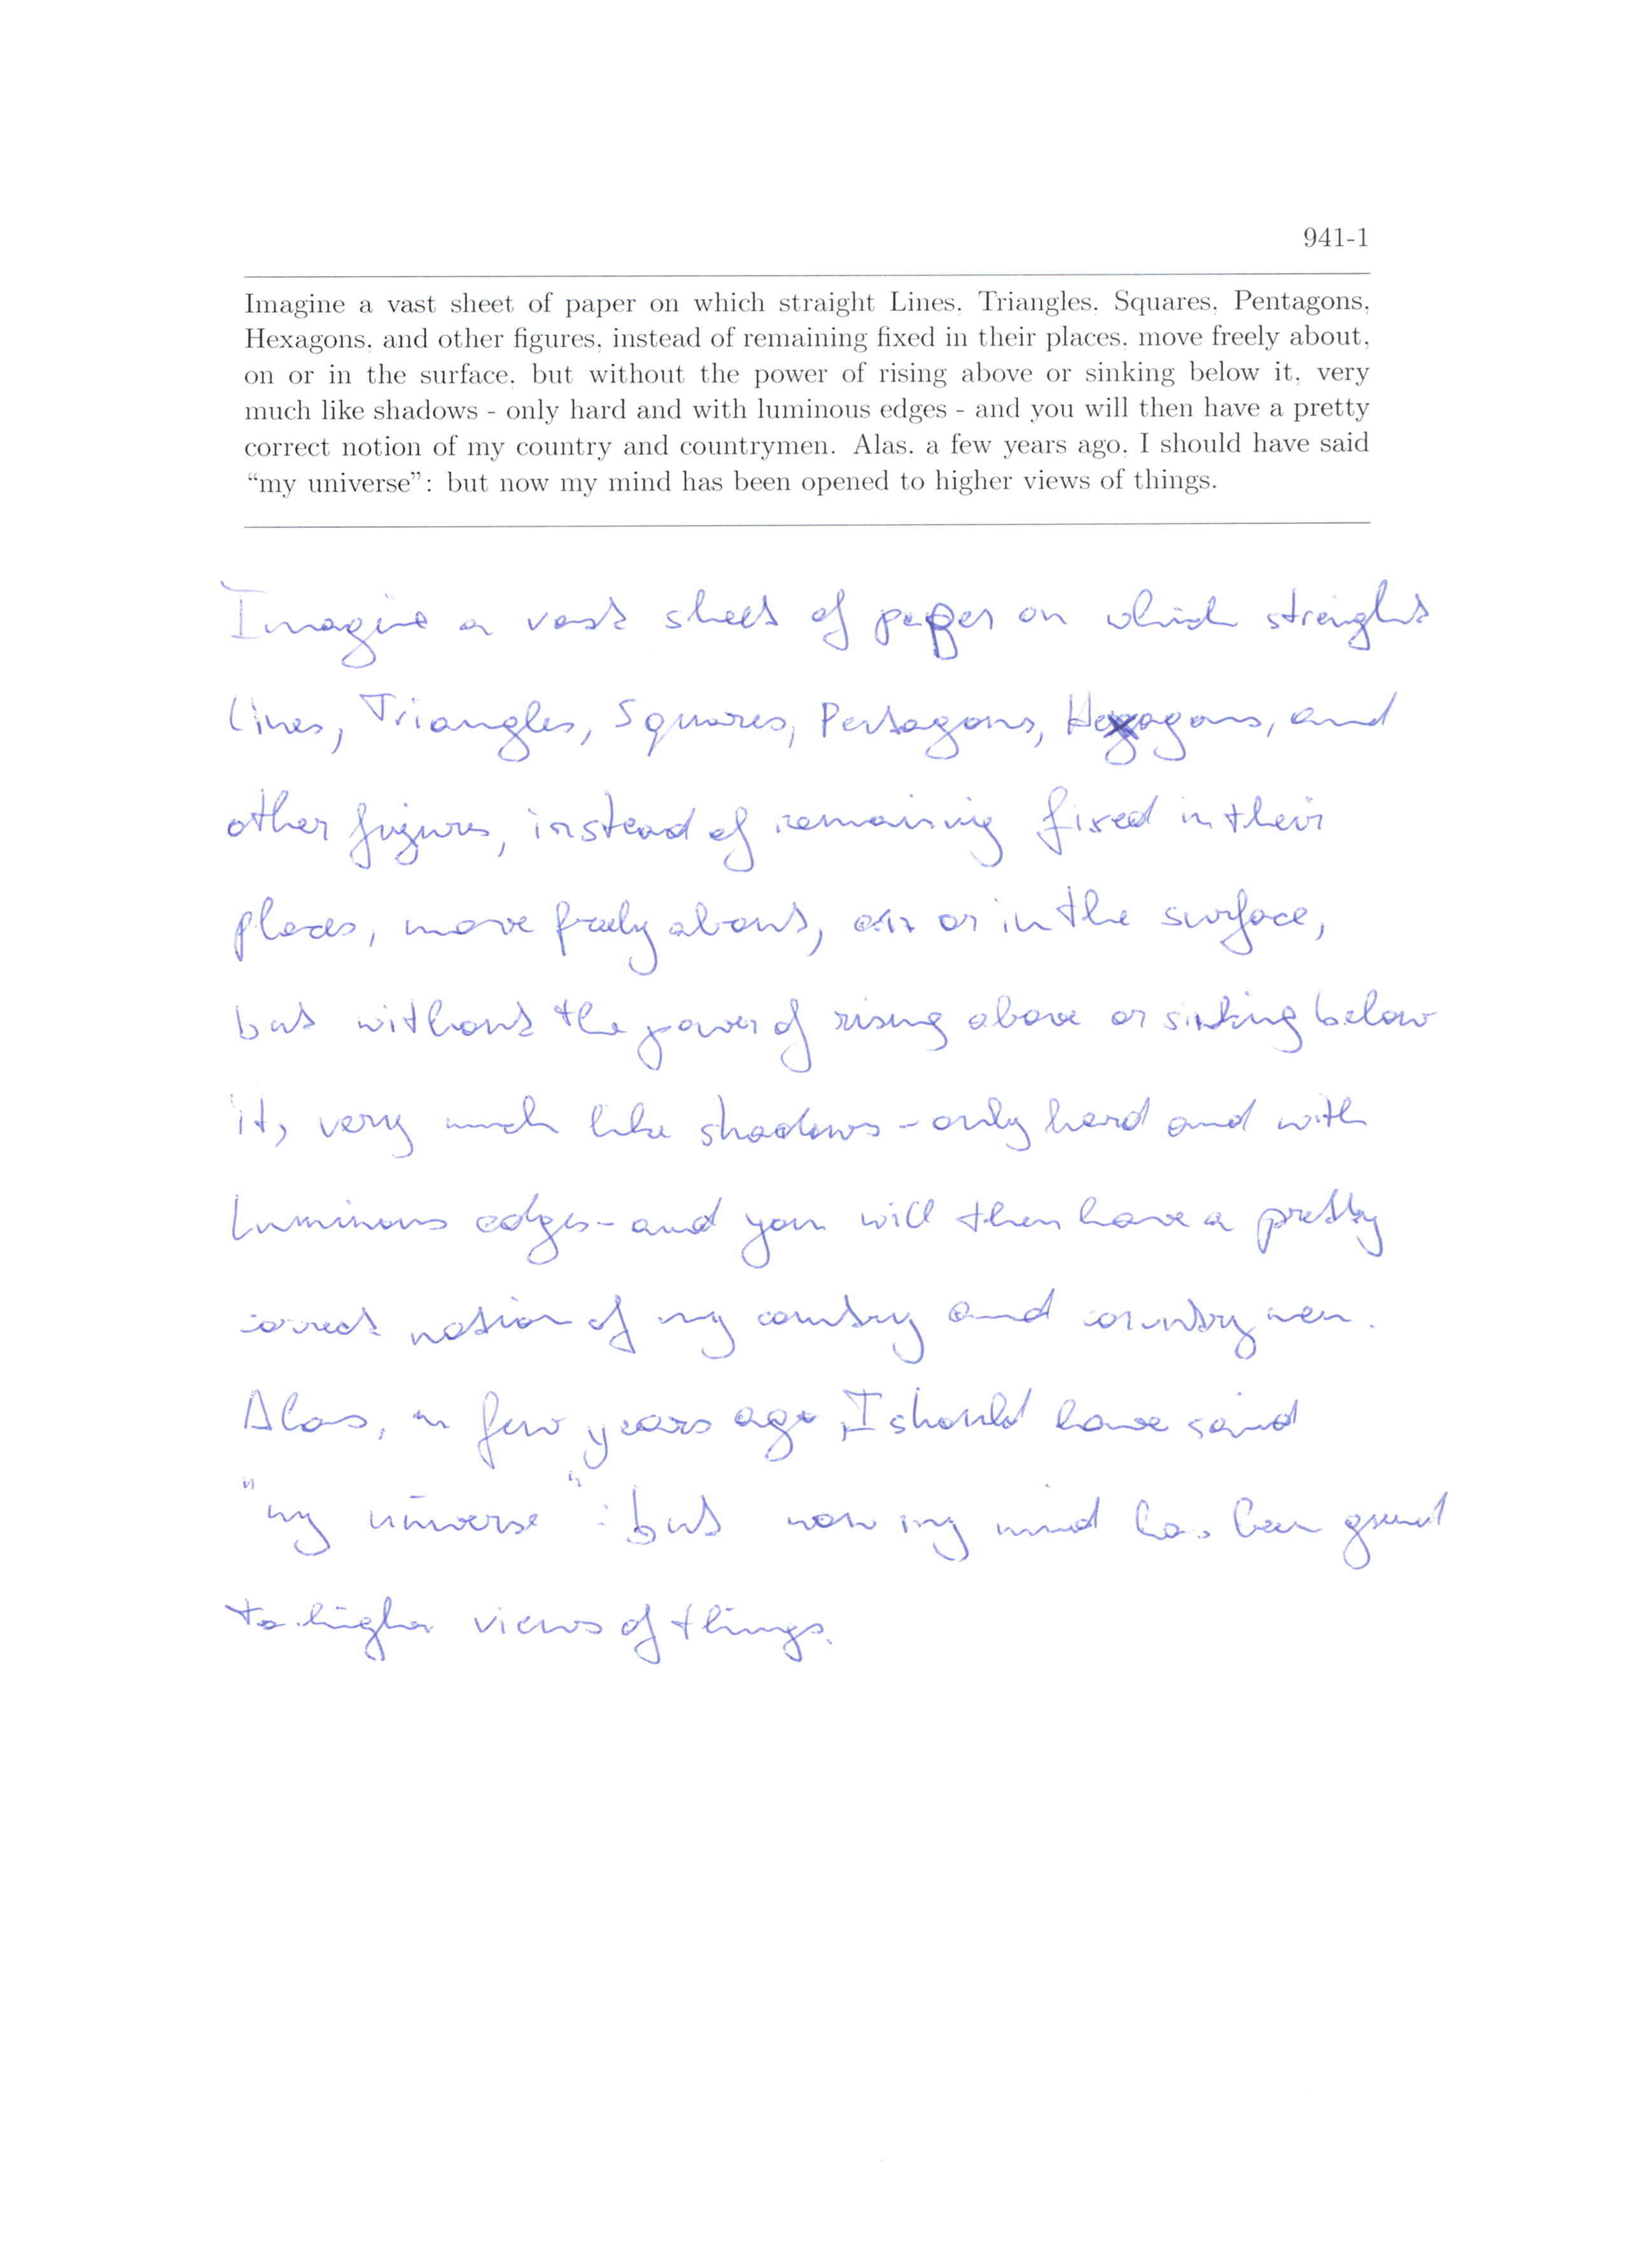 941-1
Imagine a vast sheet of paper on which straight Lines, Triangles, Squares, Pentagons,
Hexagons, and other figures, instead of remaining fixed in their places, move freely about,
on or in the surface, but without the power of rising above or sinking below it, very
much like shadows - only hard and with luminous edges - and you will then have a pretty
correct notion of my country and countrymen. Alas, a few years ago, I should have said
“my universe”: but now my mind has been opened to higher views of things.
Imagine a vast sheet of paper on which straight
Lines, Triangles, Squares, Pentagons, Hexagons, and
other figures, instead of remaining fixed in their
places, move freely about, on or in the surface,
but without the power of rising above or sinking below
it, very much like shadows - only hard and with
luminous edges - and you will then have a pretty
correct notion of my country and countrymen.
Alas, a few years ago, I should have said
"my universe": but now my mind has been opened
to higher views of things.